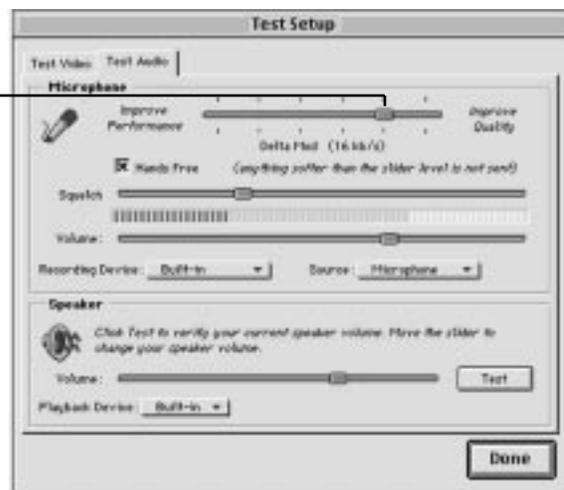 Test Setup
Test Video Test Audio
Microphone
Improve Performance
Improve Quality
Delta Mod (16 kb/s)
Hands Free (anything softer than the slider level is not sent)
Squelch
Volume:
Recording Device: Built-in Source: Microphone
Speaker
Click Test to verify your current speaker volume. Move the slider to
change your speaker volume.
Volume: Test
Playback Device: Built-in
Done